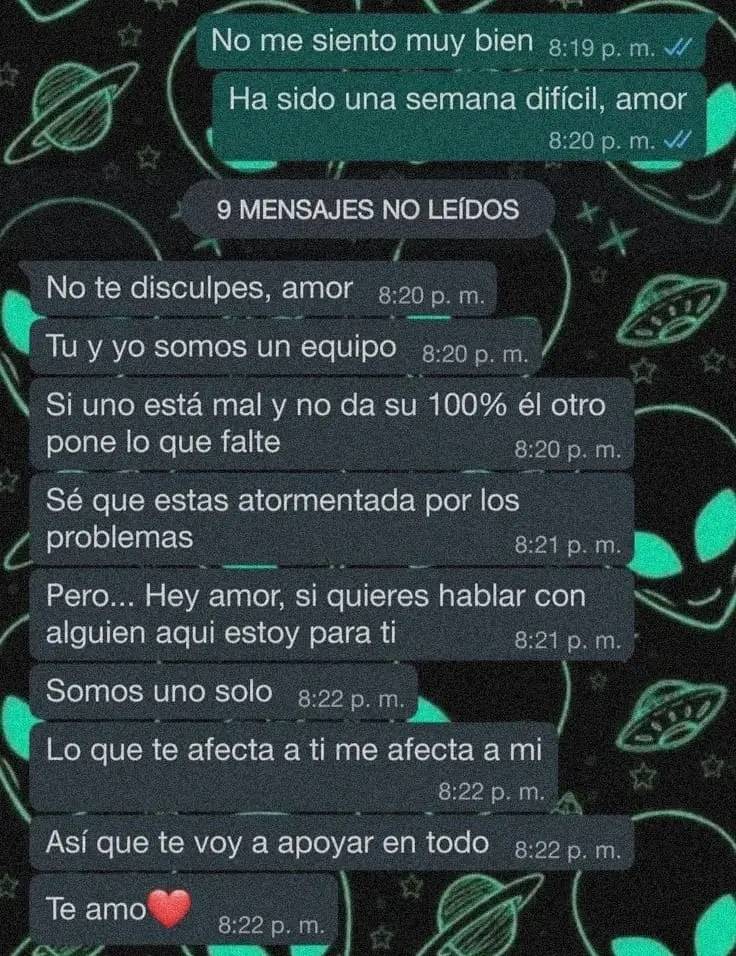 No me siento muy bien 8:19 p. m.
Ha sido una semana difícil, amor
8:20 p. m.
9 MENSAJES NO LEÍDOS
No te disculpes, amor 8:20 p. m.
Tu y yo somos un equipo 8:20 p. m.
Si uno está mal y no da su 100% él otro
pone lo que falte 8:20 p. m.
Sé que estas atormentada por los
problemas 8:21 p. m.
Pero... Hey amor, si quieres hablar con
alguien aqui estoy para ti 8:21 p. m.
Somos uno solo 8:22 p. m.
Lo que te afecta a ti me afecta a mi
8:22 p. m.
Así que te voy a apoyar en todo 8:22 p. m.
Te amo❤️ 8:22 p. m.